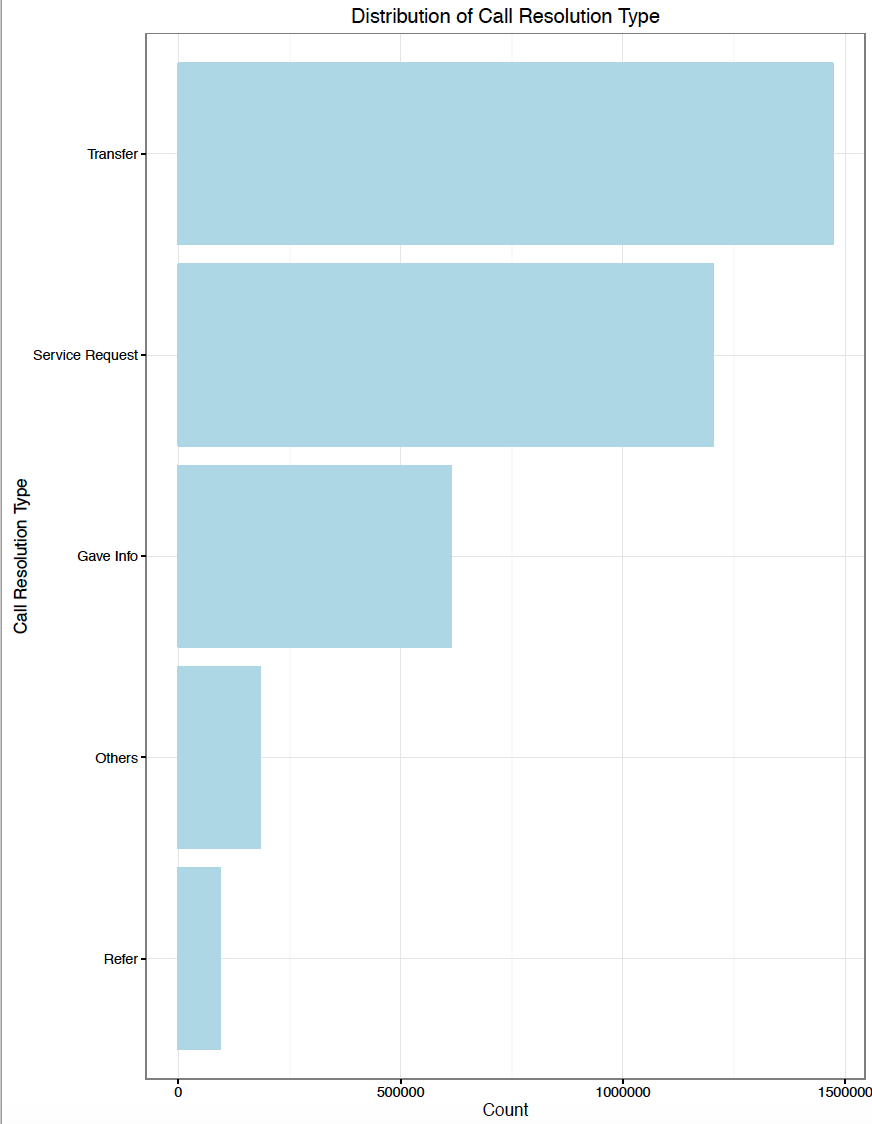 Distribution of Call Resolution Type
Transfer
Service Request
Gave Info
Others
Refer
Call Resolution Type
0
500000
1000000
1500000
Count